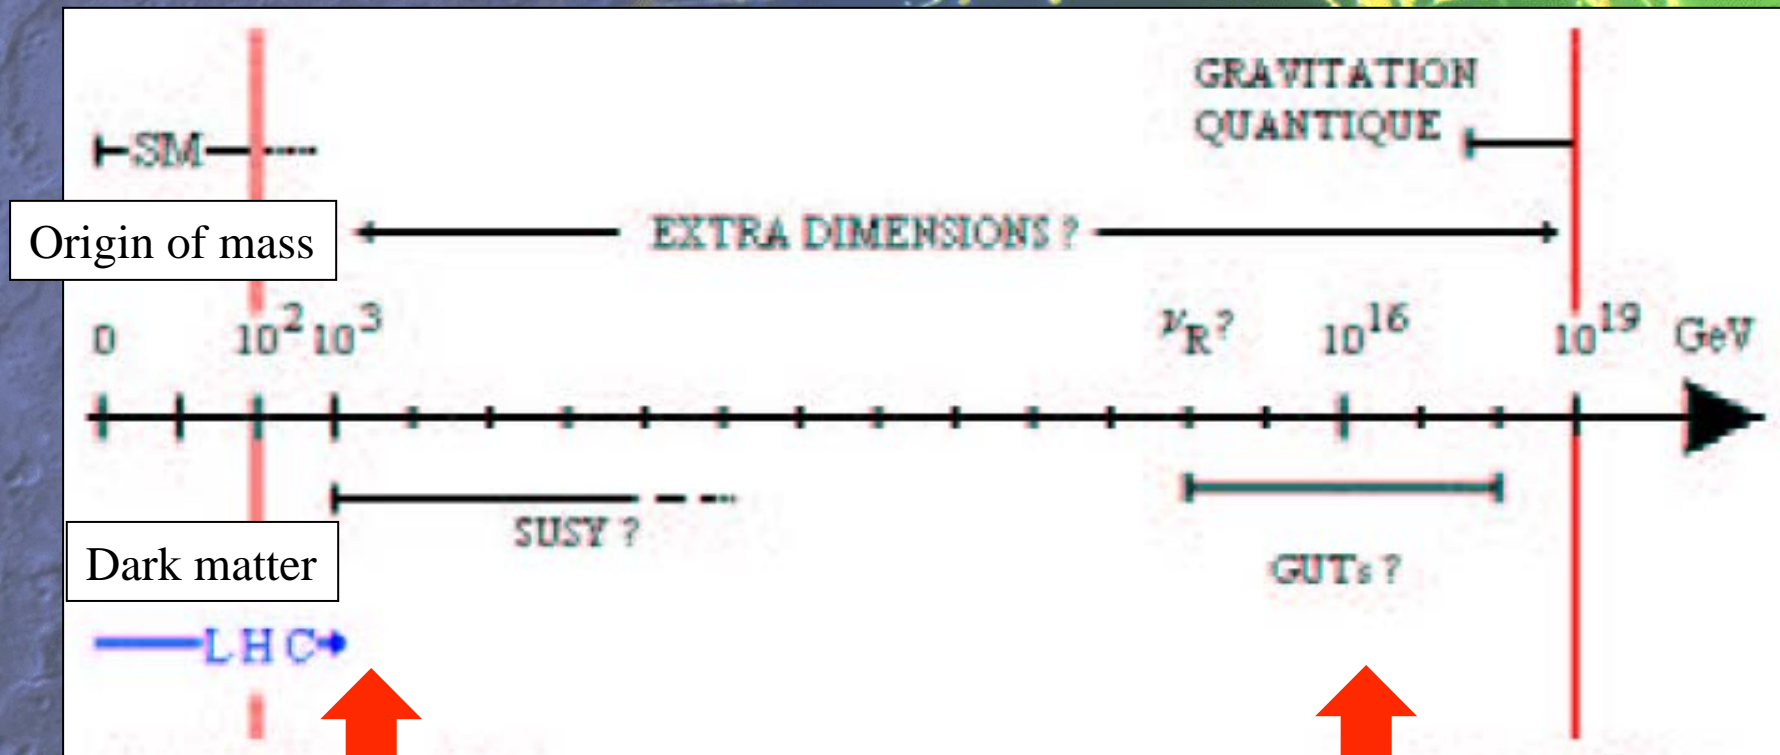 GRAVITATION
QUANTIQUE
SM
Origin of mass
EXTRA DIMENSIONS ?
0 10² 10³ νR? 10¹⁶ 10¹⁹ GeV
SUSY ?
Dark matter
GUTs ?
LHC